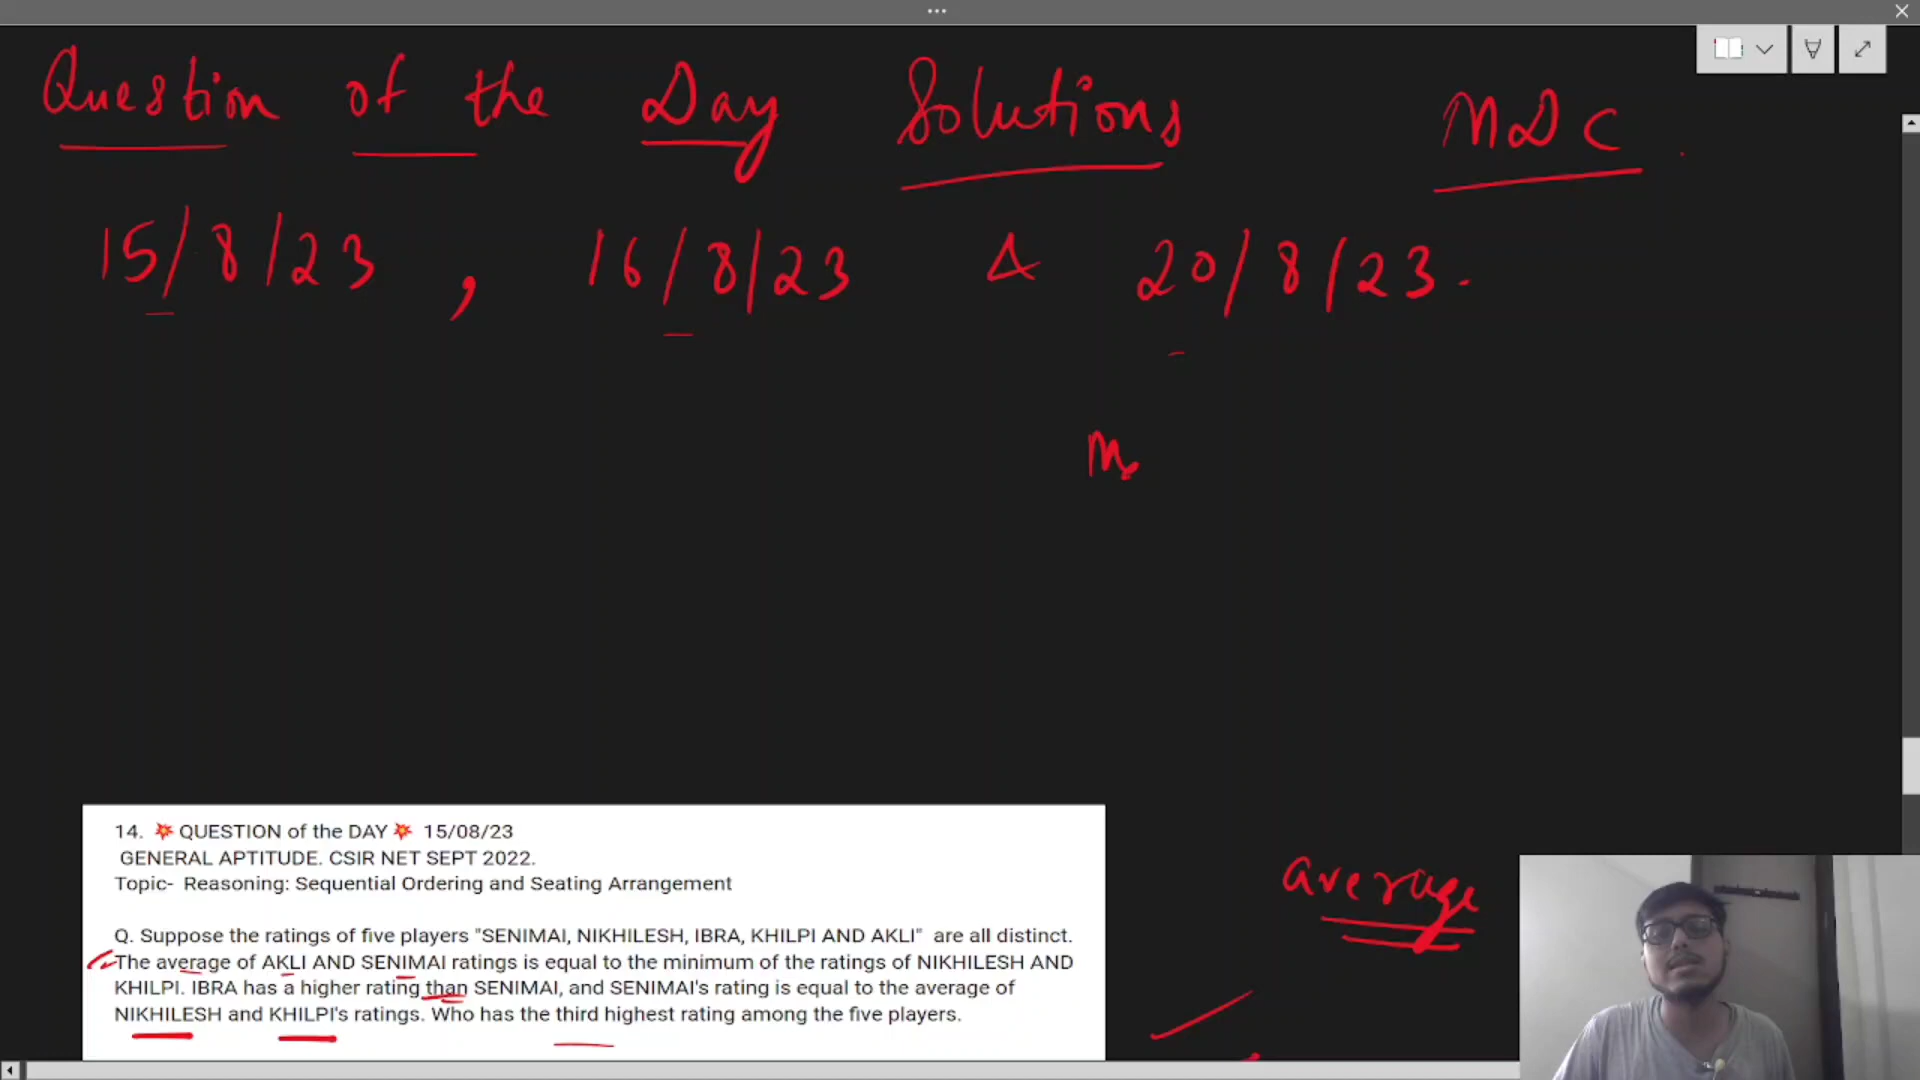 Question of the Day Solutions MDC
15/8/23 , 16/8/23 & 20/8/23.
14. 💥 QUESTION of the DAY 💥 15/08/23
GENERAL APTITUDE. CSIR NET SEPT 2022.
Topic- Reasoning: Sequential Ordering and Seating Arrangement
Q. Suppose the ratings of five players "SENIMAI, NIKHILESH, IBRA, KHILPI AND AKLI" are all distinct.
The average of AKLI AND SENIMAI ratings is equal to the minimum of the ratings of NIKHILESH AND
KHILPI. IBRA has a higher rating than SENIMAI, and SENIMAI's rating is equal to the average of
NIKHILESH and KHILPI's ratings. Who has the third highest rating among the five players.
average